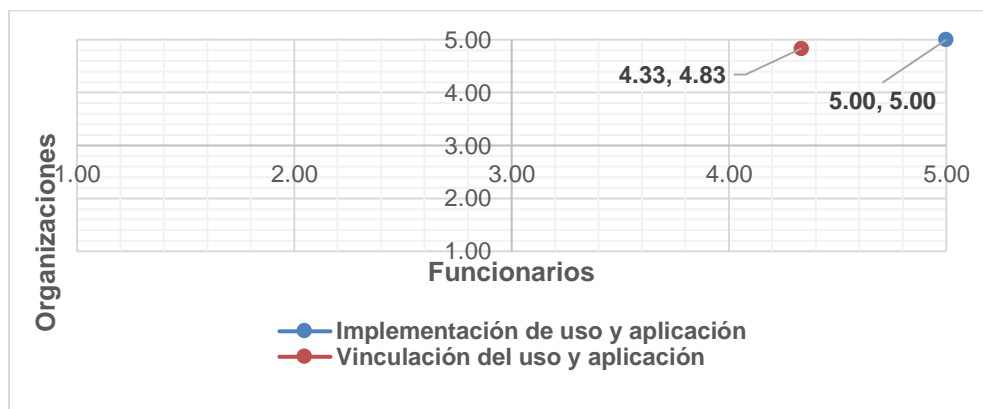 5.00
4.33, 4.83
4.00
5.00, 5.00
3.00
1.00 2.00 3.00 4.00 5.00
2.00
1.00
Organizaciones
Funcionarios
Implementación de uso y aplicación
Vinculación del uso y aplicación